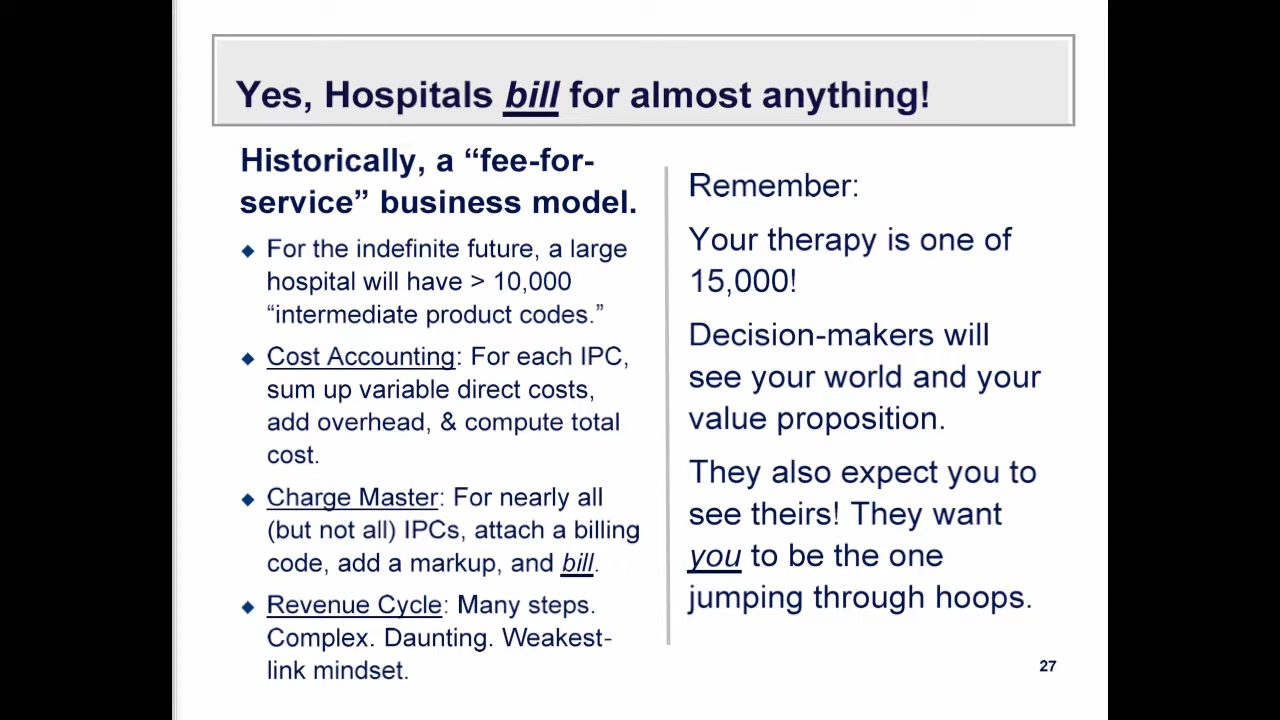 Yes, Hospitals bill for almost anything!
Historically, a “fee-for-
service” business model.
For the indefinite future, a large
hospital will have > 10,000
“intermediate product codes.”
Cost Accounting: For each IPC,
sum up variable direct costs,
add overhead, & compute total
cost.
Charge Master: For nearly all
(but not all) IPCs, attach a billing
code, add a markup, and bill.
Revenue Cycle: Many steps.
Complex. Daunting. Weakest-
link mindset.
Remember:
Your therapy is one of
15,000!
Decision-makers will
see your world and your
value proposition.
They also expect you to
see theirs! They want
you to be the one
jumping through hoops.
27